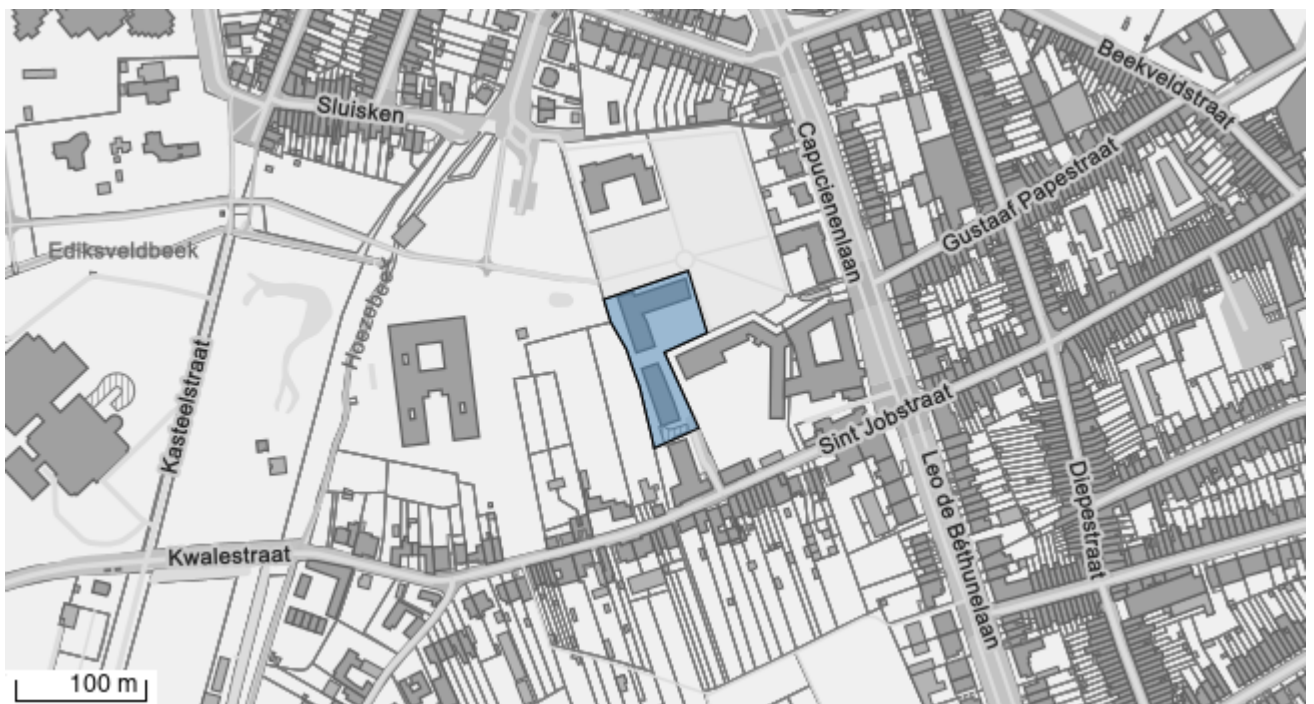 Beekveldstraat
Sluisken
Capucienenlaan
Gustaaf Papestraat
Ediksveldbeek
Hoezebeek
Kasteelstraat
Sint Jobstraat
Leo de Béthunelaan
Diepestraat
Kwalestraat
100 m